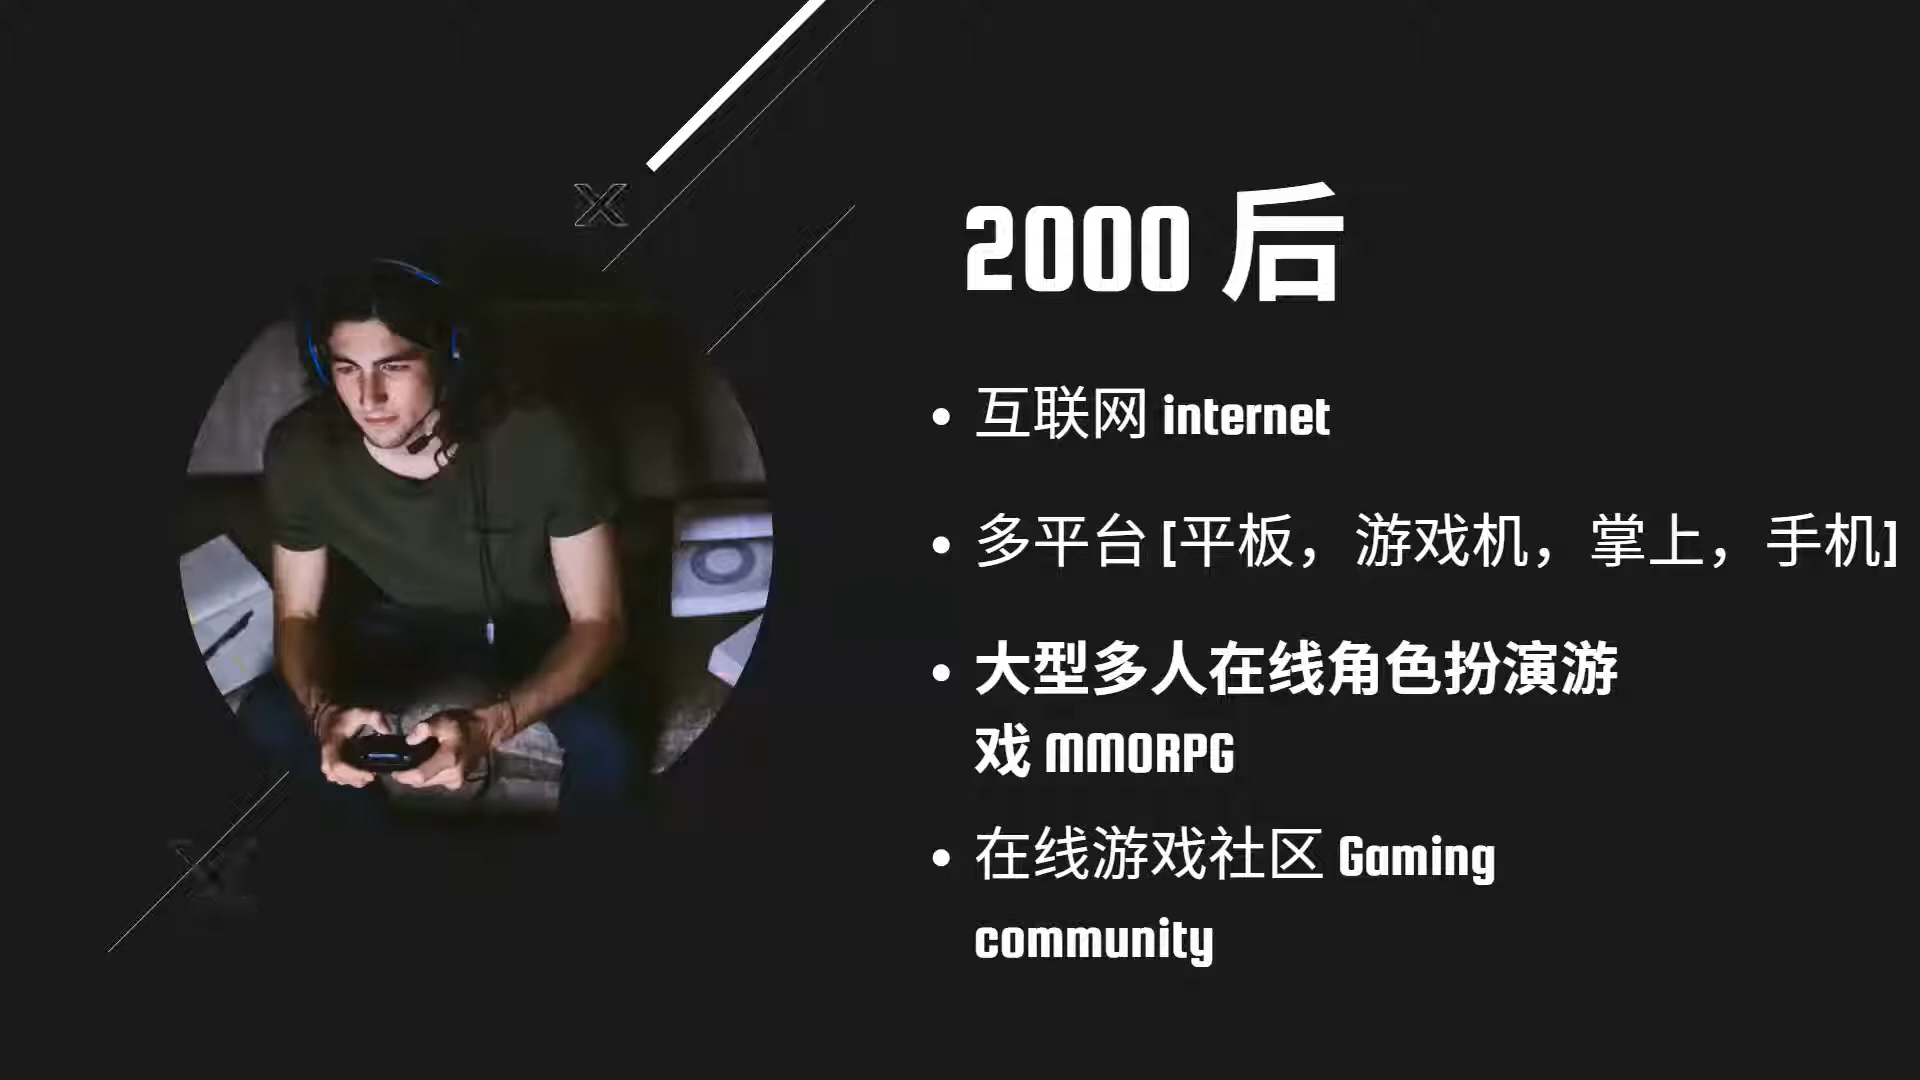 2000 后
• 互联网 internet
• 多平台 [平板，游戏机，掌上，手机]
• 大型多人在线角色扮演游
戏 MMORPG
• 在线游戏社区 Gaming
community